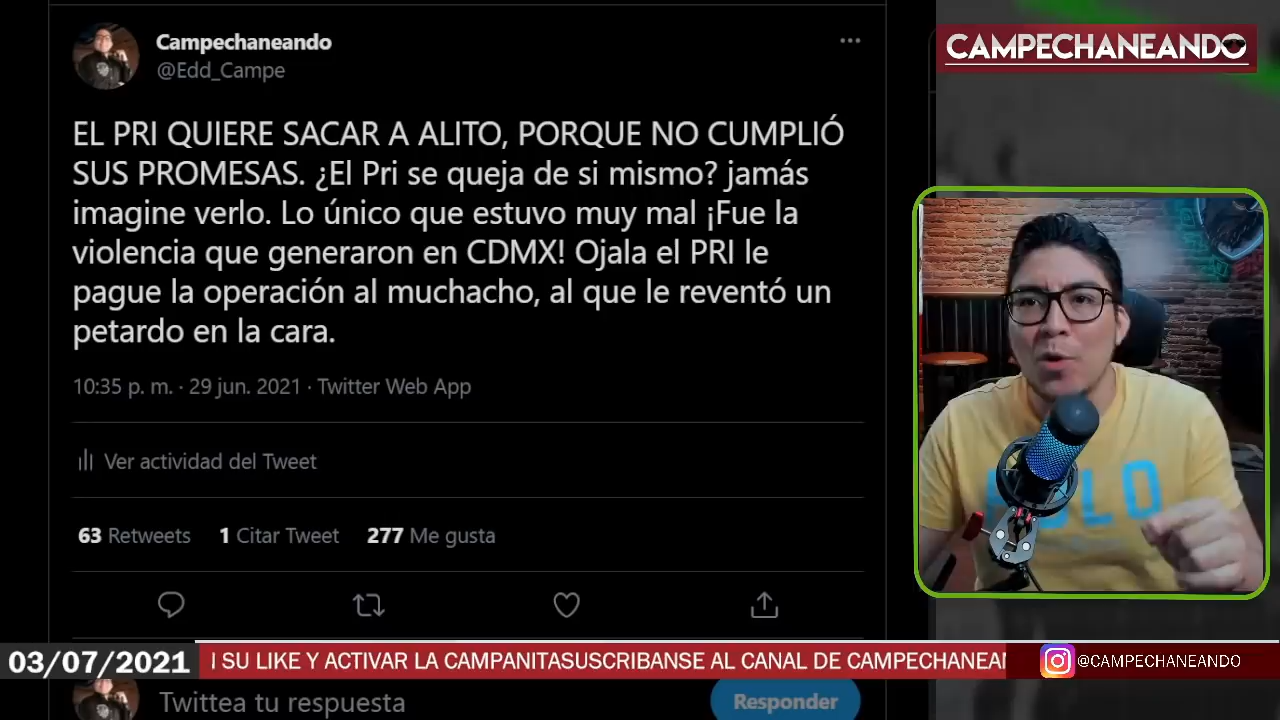 Campechaneando
@Edd_Campe
EL PRI QUIERE SACAR A ALITO, PORQUE NO CUMPLIÓ
SUS PROMESAS. ¿El Pri se queja de si mismo? jamás
imagine verlo. Lo único que estuvo muy mal ¡Fue la
violencia que generaron en CDMX! Ojala el PRI le
pague la operación al muchacho, al que le reventó un
petardo en la cara.
10:35 p. m. · 29 jun. 2021 · Twitter Web App
Ver actividad del Tweet
63 Retweets 1 Citar Tweet 277 Me gusta
CAMPECHANEANDO
POLO
03/07/2021
SU LIKE Y ACTIVAR LA CAMPANITASUSCRIBANSE AL CANAL DE CAMPECHANEAN
@CAMPECHANEANDO
Twittea tu respuesta
Responder